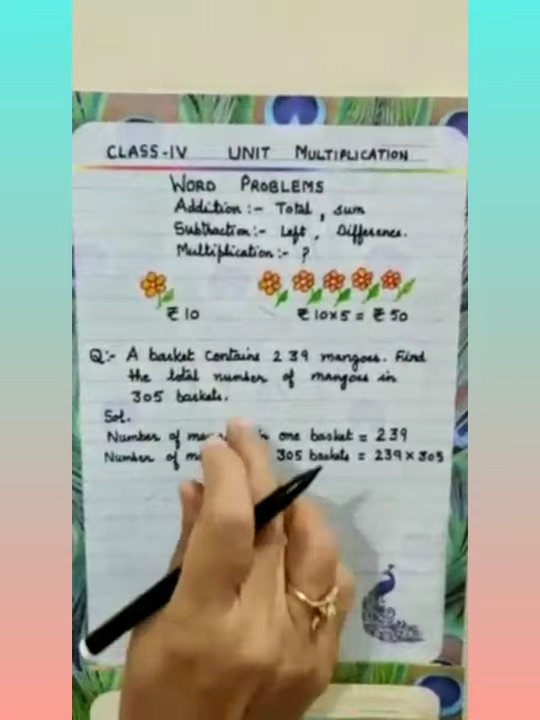 CLASS-IV UNIT MULTIPLICATION
WORD PROBLEMS
Addition:- Total, sum
Subtraction:- Left, Difference.
Multiplication:- ?
₹ 10 ₹ 10×5 = ₹ 50
Q:- A basket contains 239 mangoes. Find
the total number of mangoes in
305 baskets.
Sol.
Number of in one basket = 239
Number of 305 baskets = 239 × 305